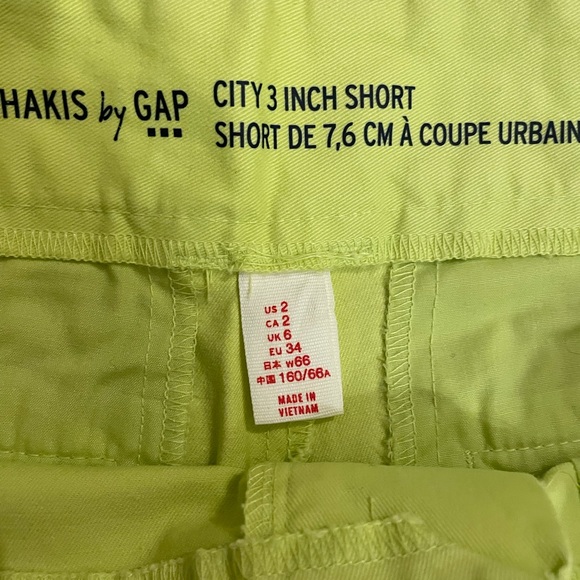 HAKIS by GAP
CITY 3 INCH SHORT
SHORT DE 7,6 CM À COUPE URBAIN
US 2
CA 2
UK 6
EU 34
日本 W66
中国 160/66A
MADE IN
VIETNAM